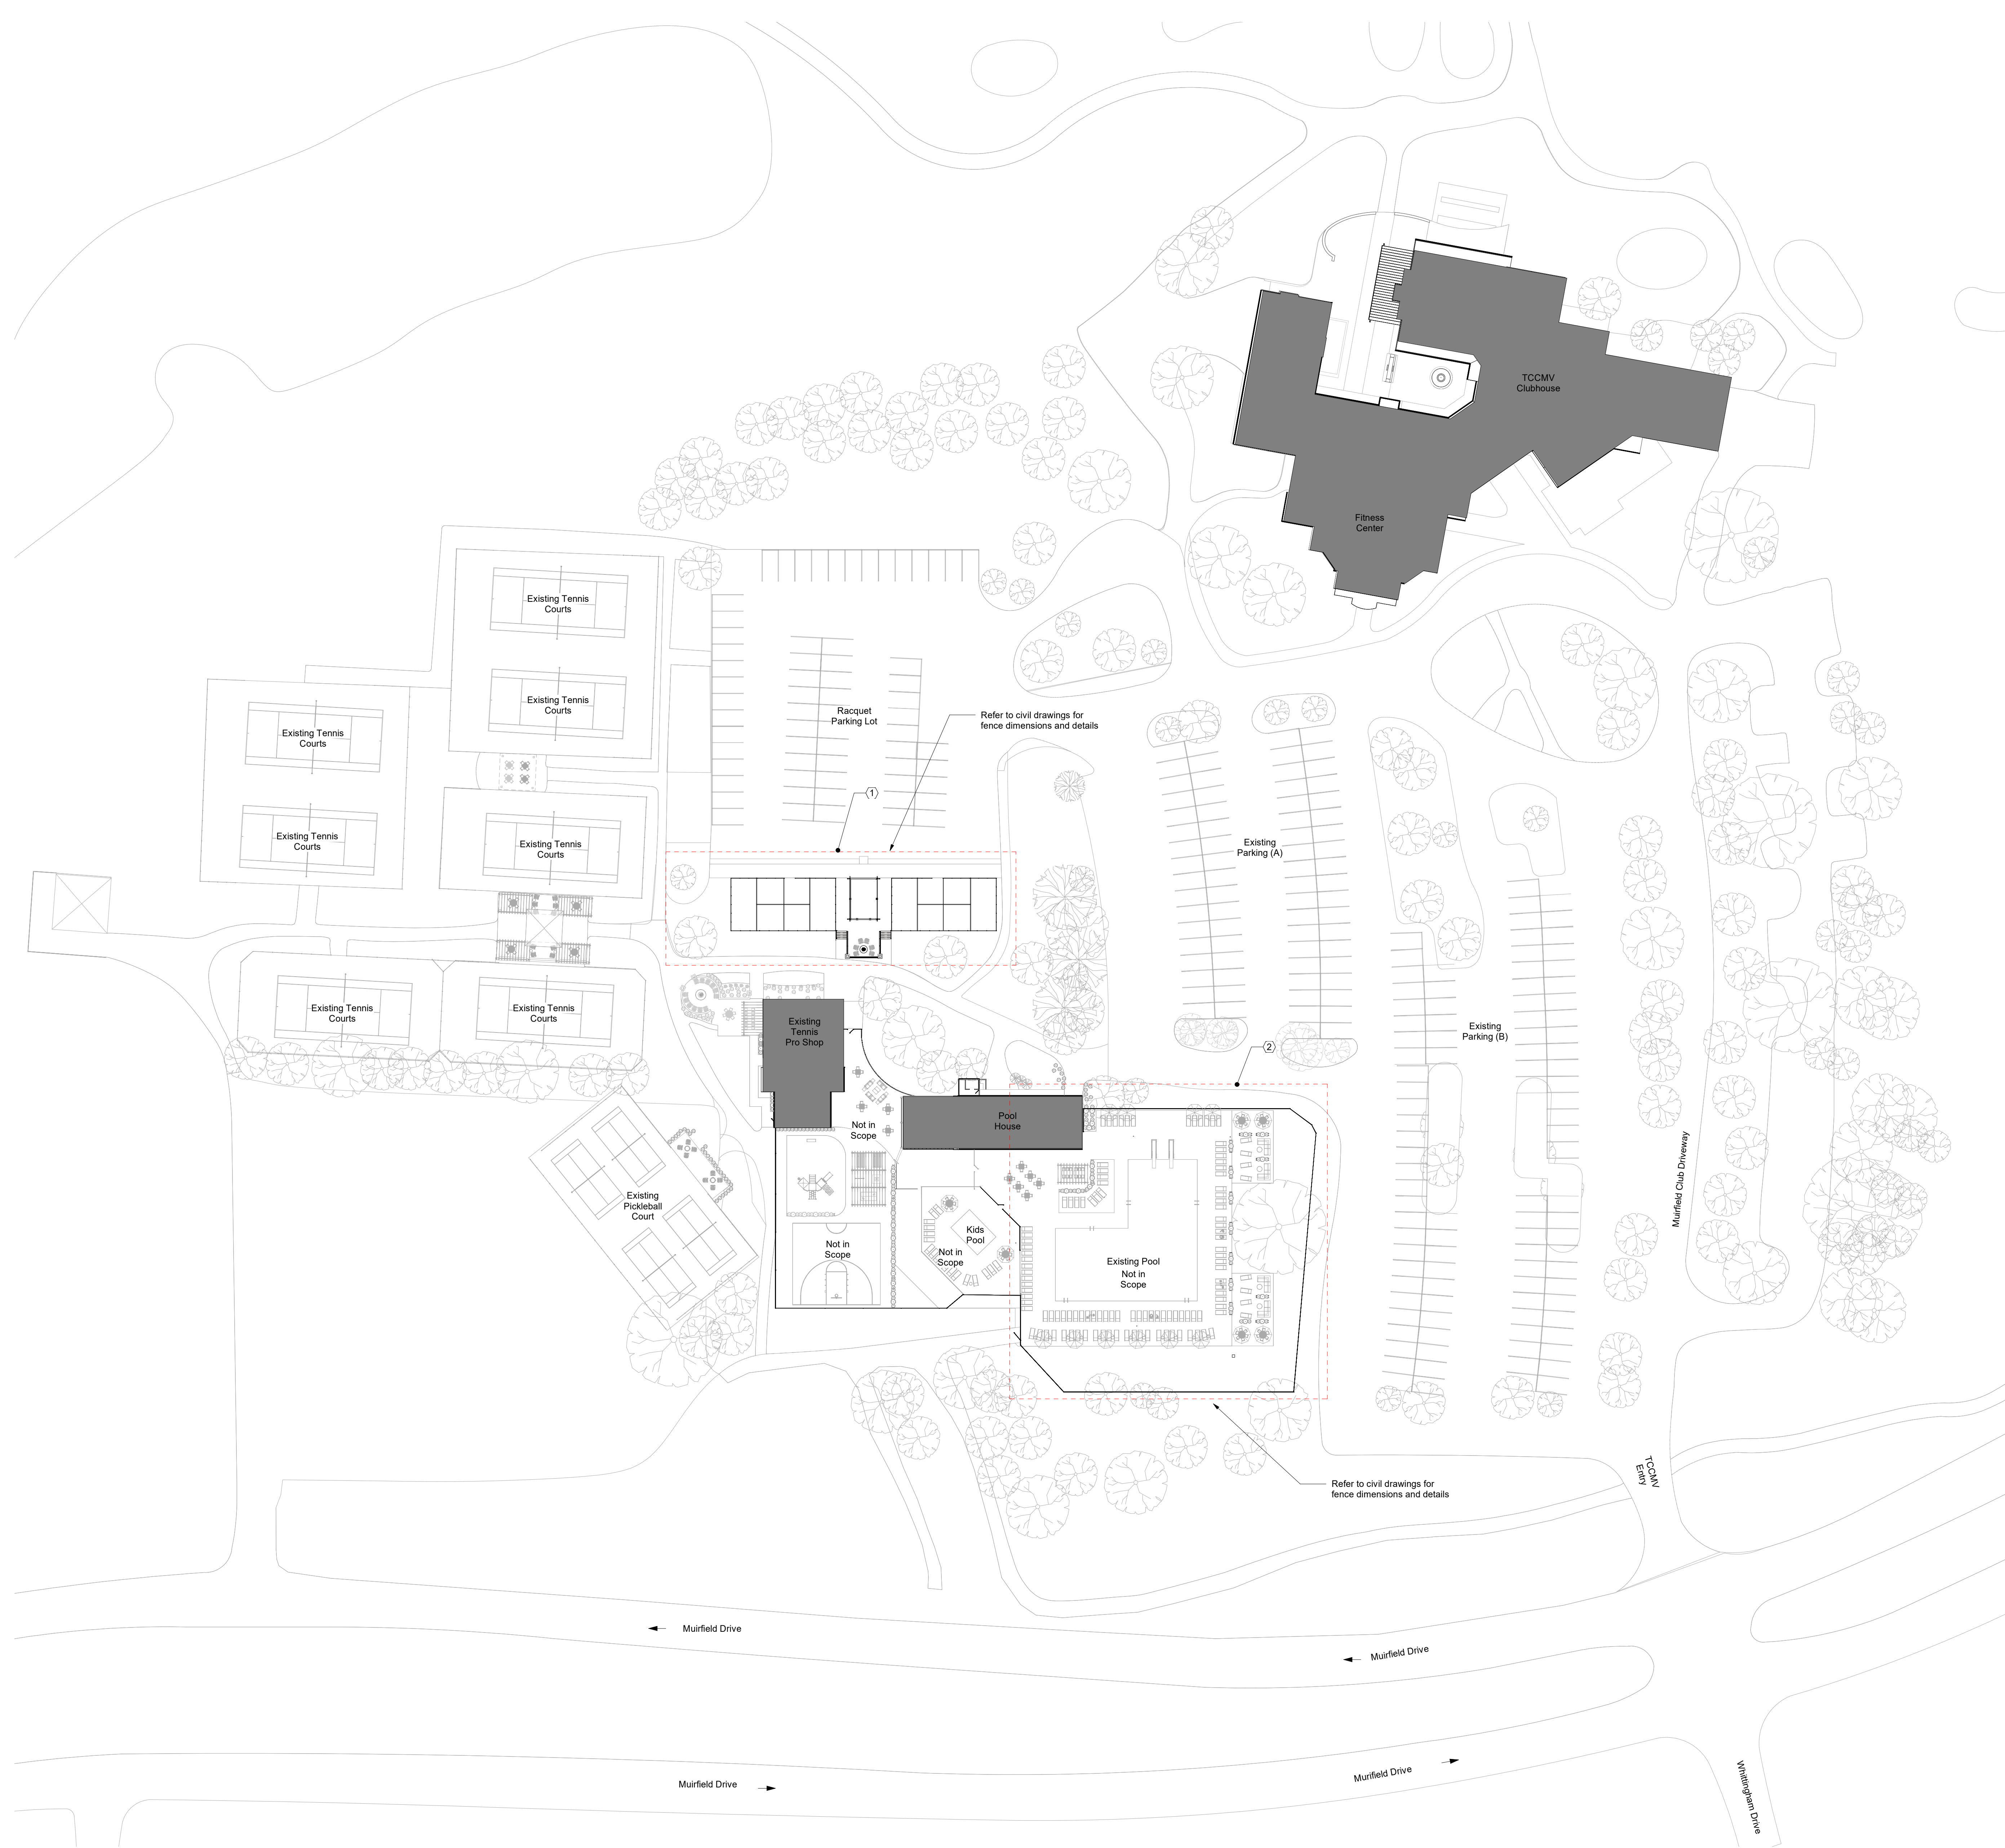 TCCMV
Clubhouse
Fitness
Center
Existing Tennis
Courts
Existing Tennis
Courts
Existing Tennis
Courts
Racquet
Parking Lot
Refer to civil drawings for
fence dimensions and details
1
Existing Tennis
Courts
Existing Tennis
Courts
Existing
Parking (A)
Existing Tennis
Courts
Existing Tennis
Courts
Existing
Tennis
Pro Shop
Existing
Parking (B)
2
Pool
House
Not in
Scope
Muirfield Club Driveway
Existing
Pickleball
Court
Kids
Pool
Not in
Scope
Not in
Scope
Existing Pool
Not in
Scope
TCCMV
Entry
Refer to civil drawings for
fence dimensions and details
Muirfield Drive
Muirfield Drive
Muirfield Drive
Murifield Drive
Whittingham Drive